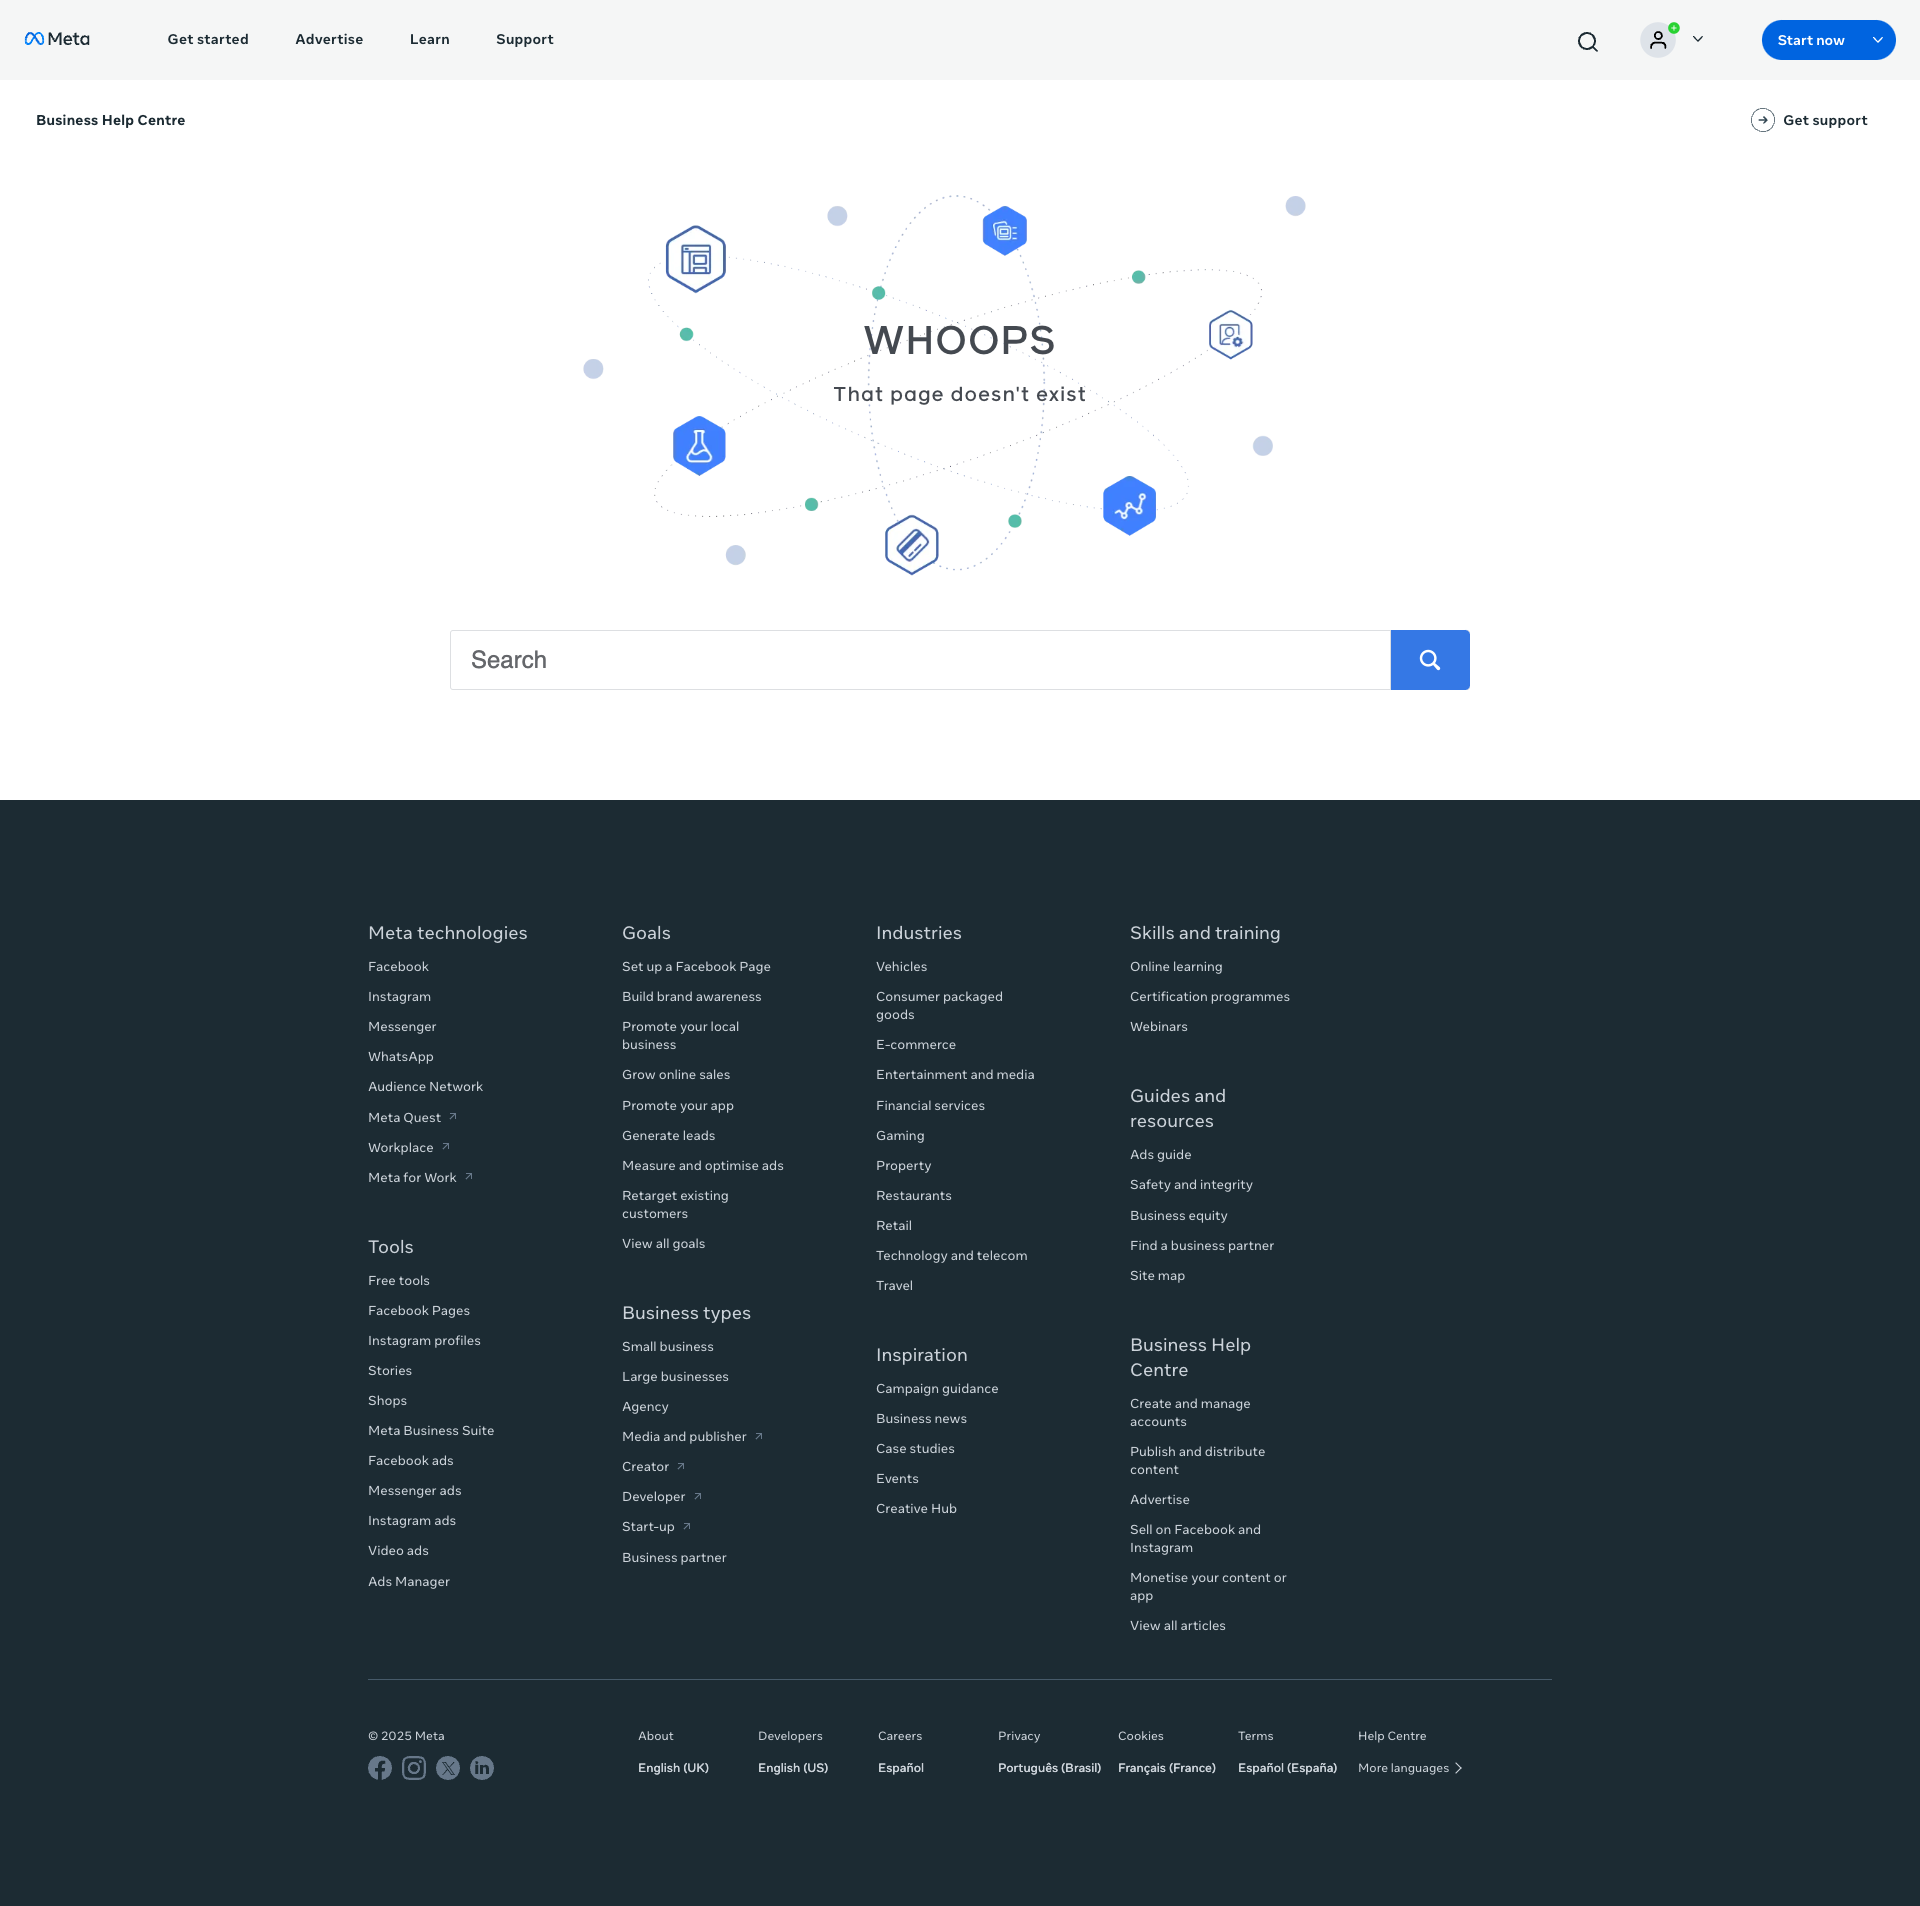 Meta
Get started
Advertise
Learn
Support
Start now
Business Help Centre
Get support
WHOOPS
That page doesn't exist
Search
Meta technologies
Facebook
Instagram
Messenger
WhatsApp
Audience Network
Meta Quest
Workplace
Meta for Work
Tools
Free tools
Facebook Pages
Instagram profiles
Stories
Shops
Meta Business Suite
Facebook ads
Messenger ads
Instagram ads
Video ads
Ads Manager
Goals
Set up a Facebook Page
Build brand awareness
Promote your local
business
Grow online sales
Promote your app
Generate leads
Measure and optimise ads
Retarget existing
customers
View all goals
Business types
Small business
Large businesses
Agency
Media and publisher
Creator
Developer
Start-up
Business partner
Industries
Vehicles
Consumer packaged
goods
E-commerce
Entertainment and media
Financial services
Gaming
Property
Restaurants
Retail
Technology and telecom
Travel
Inspiration
Campaign guidance
Business news
Case studies
Events
Creative Hub
Skills and training
Online learning
Certification programmes
Webinars
Guides and
resources
Ads guide
Safety and integrity
Business equity
Find a business partner
Site map
Business Help
Centre
Create and manage
accounts
Publish and distribute
content
Advertise
Sell on Facebook and
Instagram
Monetise your content or
app
View all articles
© 2025 Meta
About
Developers
Careers
Privacy
Cookies
Terms
Help Centre
English (UK)
English (US)
Español
Português (Brasil)
Français (France)
Español (España)
More languages